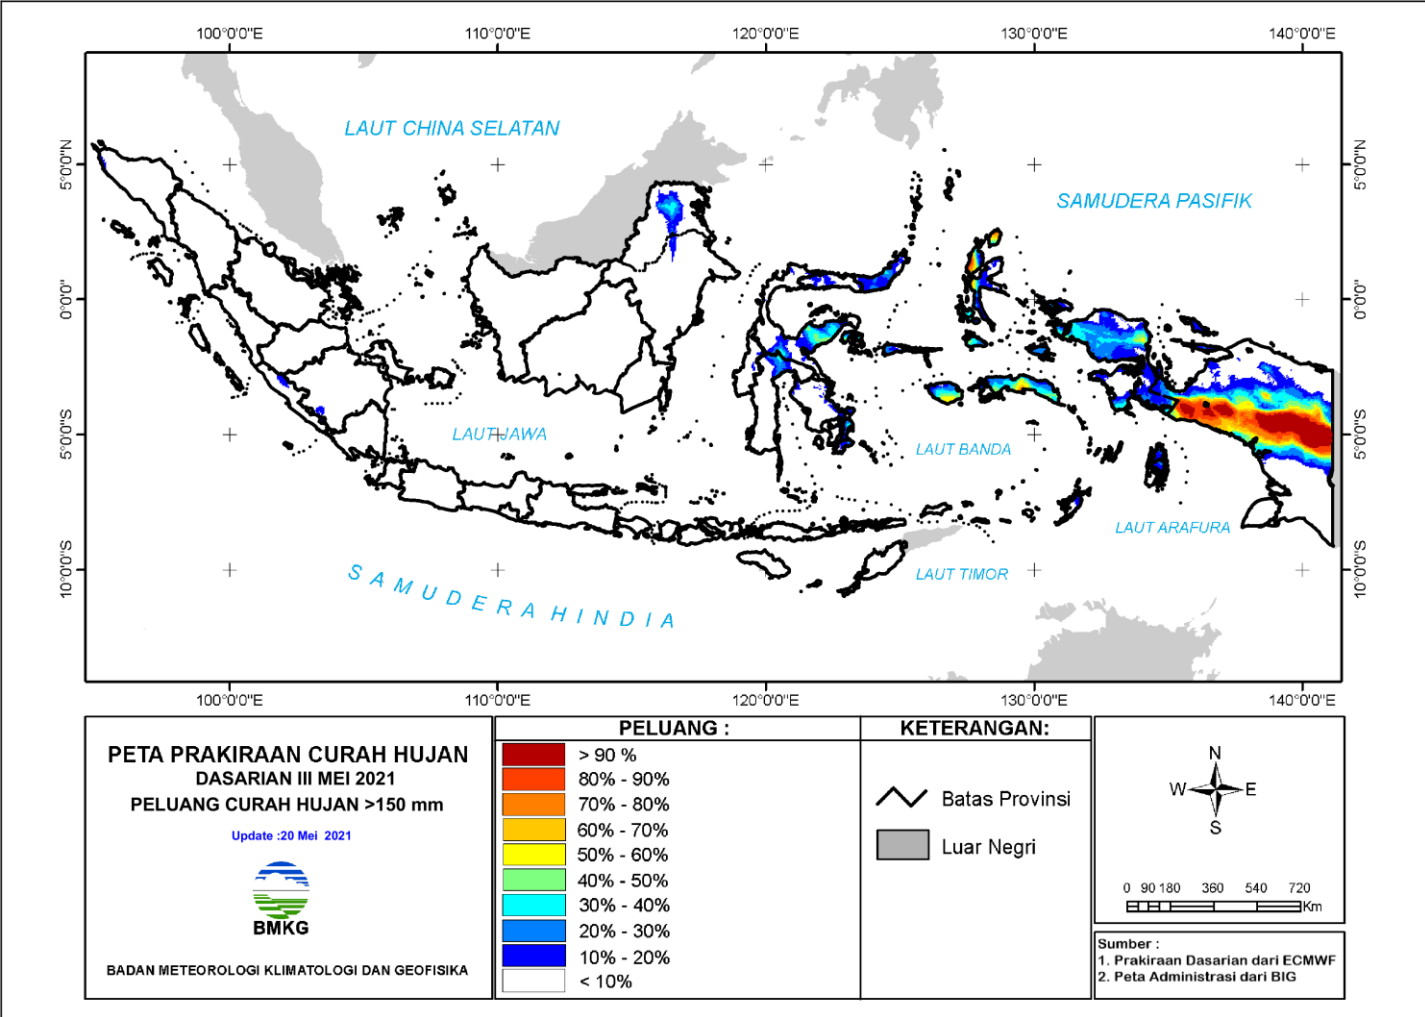 100°0'0"E 110°0'0"E 120°0'0"E 130°0'0"E 140°0'0"E
LAUT CHINA SELATAN
5°0'0"N 5°0'0"N
SAMUDERA PASIFIK
0°0'0" 0°0'0"
LAUT JAWA
5°0'0"S 5°0'0"S
LAUT BANDA
LAUT ARAFURA
10°0'0"S 10°0'0"S
LAUT TIMOR
SAMUDERA HINDIA
100°0'0"E 110°0'0"E 120°0'0"E 130°0'0"E 140°0'0"E
PETA PRAKIRAAN CURAH HUJAN
DASARIAN III MEI 2021
PELUANG CURAH HUJAN >150 mm
Update :20 Mei 2021
BMKG
BADAN METEOROLOGI KLIMATOLOGI DAN GEOFISIKA
PELUANG :
> 90 %
80% - 90%
70% - 80%
60% - 70%
50% - 60%
40% - 50%
30% - 40%
20% - 30%
10% - 20%
< 10%
KETERANGAN:
Batas Provinsi
Luar Negri
N
W E
S
0 90 180 360 540 720
Km
Sumber :
1. Prakiraan Dasarian dari ECMWF
2. Peta Administrasi dari BIG